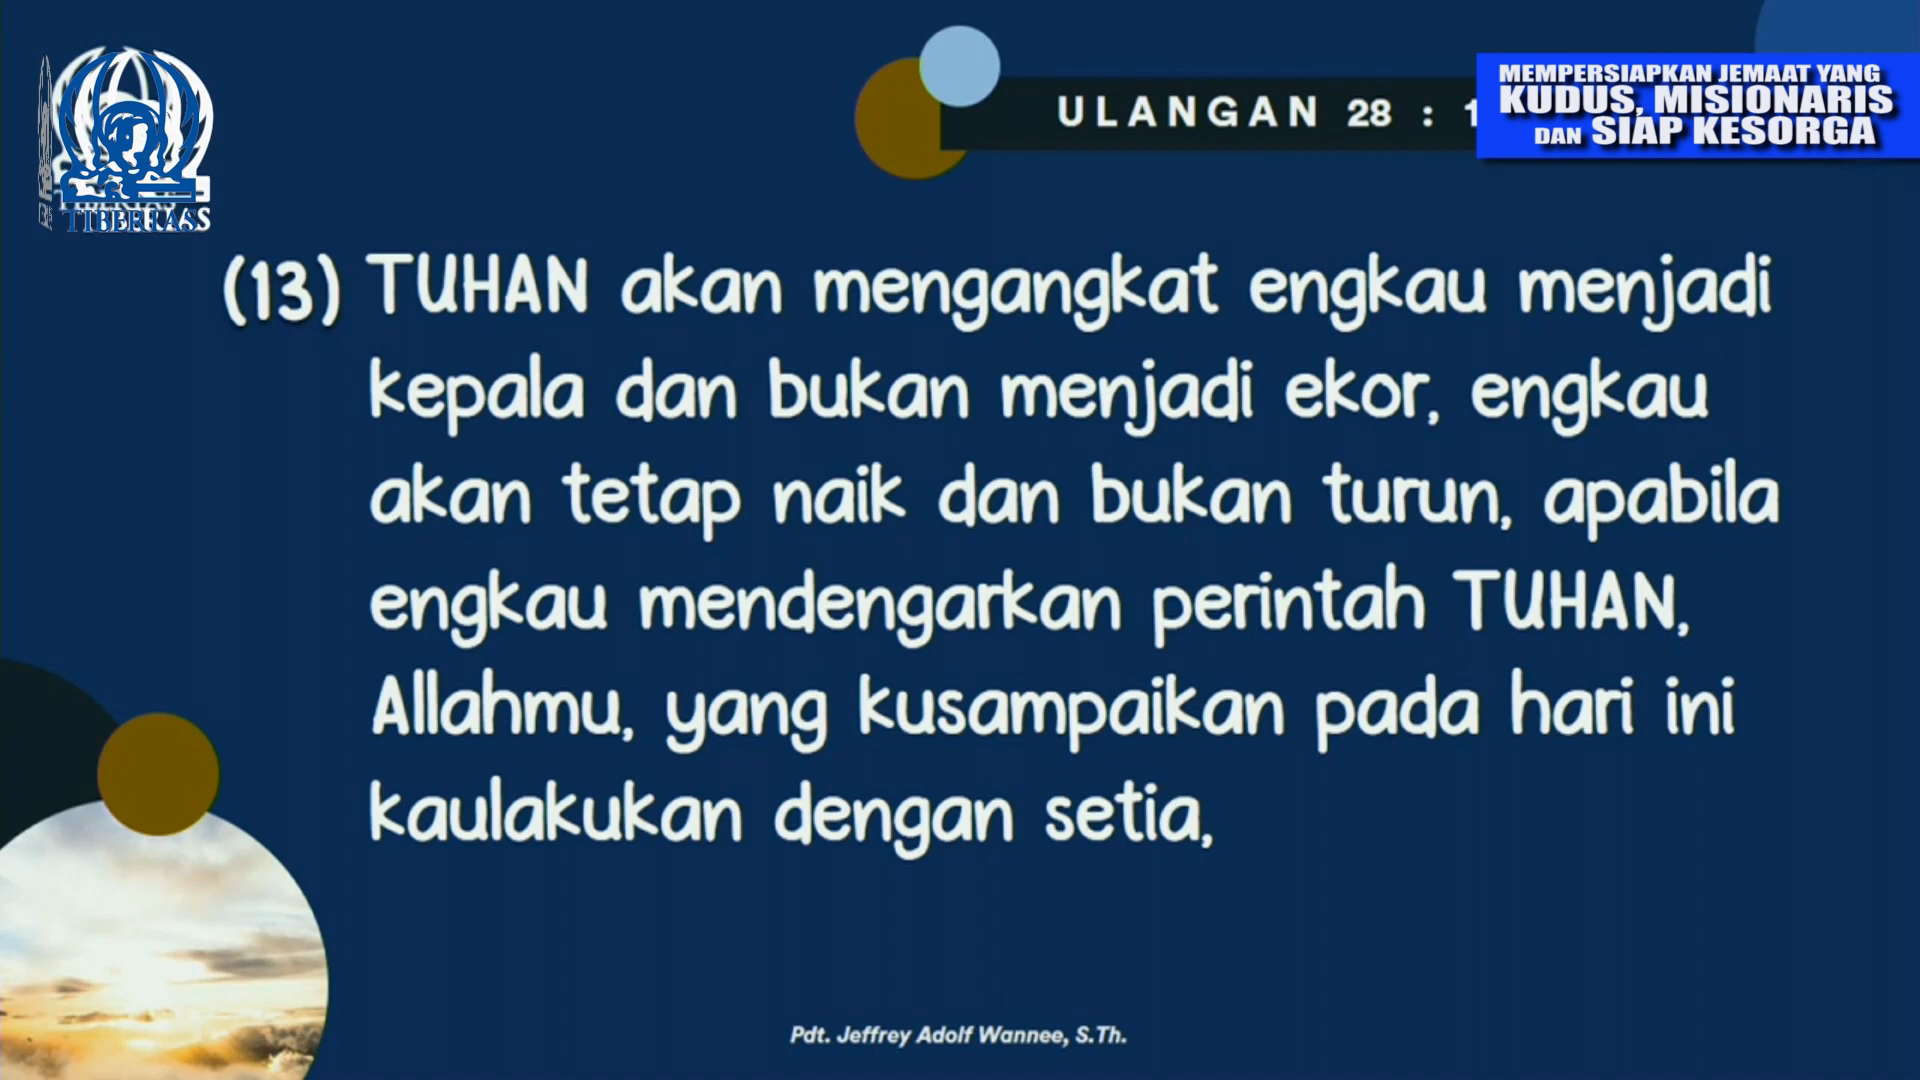 ULANGAN 28 : 1
MEMPERSIAPKAN JEMAAT YANG
KUDUS, MISIONARIS
DAN SIAP KESORGA
TIBERIAS
(13) TUHAN akan mengangkat engkau menjadi
kepala dan bukan menjadi ekor, engkau
akan tetap naik dan bukan turun, apabila
engkau mendengarkan perintah TUHAN,
Allahmu, yang kusampaikan pada hari ini
kaulakukan dengan setia,
Pdt. Jeffrey Adolf Wannee, S.Th.